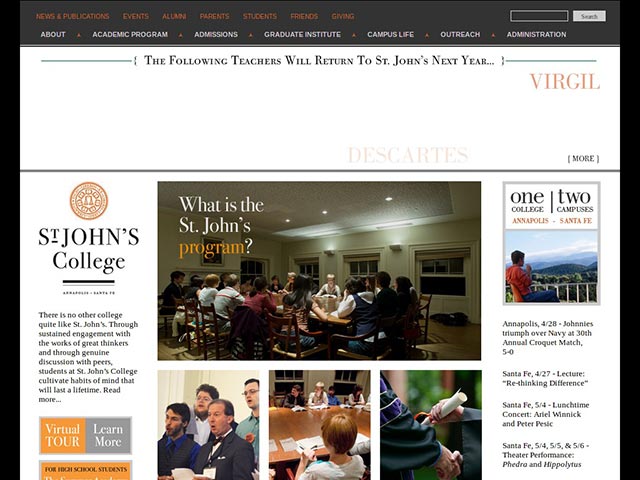 NEWS & PUBLICATIONS EVENTS ALUMNI PARENTS STUDENTS FRIENDS GIVING
Search
ABOUT ACADEMIC PROGRAM ADMISSIONS GRADUATE INSTITUTE CAMPUS LIFE OUTREACH ADMINISTRATION
{ The Following Teachers Will Return To St. John's Next Year... }
VIRGIL
DESCARTES
{ MORE }
ST JOHN'S
College
ANNAPOLIS • SANTA FE
There is no other college
quite like St. John's. Through
sustained engagement with
the works of great thinkers
and through genuine
discussion with peers,
students at St. John's College
cultivate habits of mind that
will last a lifetime. Read
more...
Virtual
TOUR
Learn
More
FOR HIGH SCHOOL STUDENTS
What is the
St. John's
program?
one | two
COLLEGE CAMPUSES
ANNAPOLIS - SANTA FE
Annapolis, 4/28 - Johnnies
triumph over Navy at 30th
Annual Croquet Match,
5-0
Santa Fe, 4/27 - Lecture:
"Re-thinking Difference"
Santa Fe, 5/4 - Lunchtime
Concert: Ariel Winnick
and Peter Pesic
Santa Fe, 5/4, 5/5, & 5/6 -
Theater Performance:
Phedra and Hippolytus